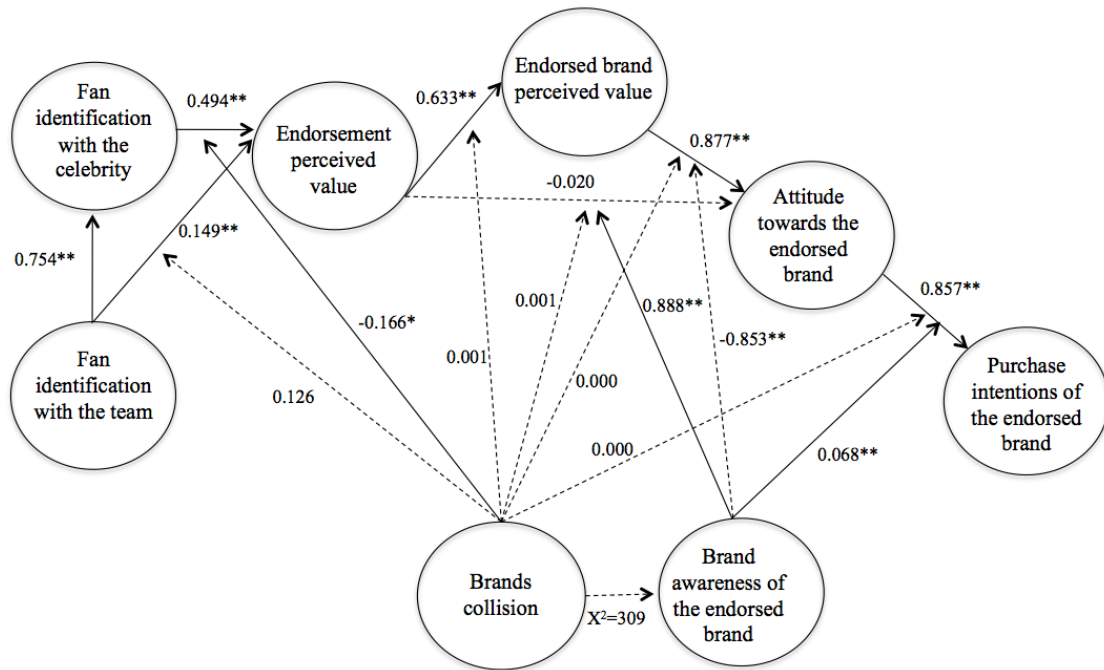 Endorsed brand
perceived value
Fan
identification
with the
celebrity
0.494**
Endorsement
perceived
value
0.633**
0.877**
-0.020
Attitude
towards the
endorsed
brand
0.754**
0.149**
0.857**
Fan
identification
with the team
-0.166*
0.126
0.001
0.001
0.000
0.888**
-0.853**
0.000
0.068**
Purchase
intentions of
the endorsed
brand
Brands
collision
X²=309
Brand
awareness of
the endorsed
brand